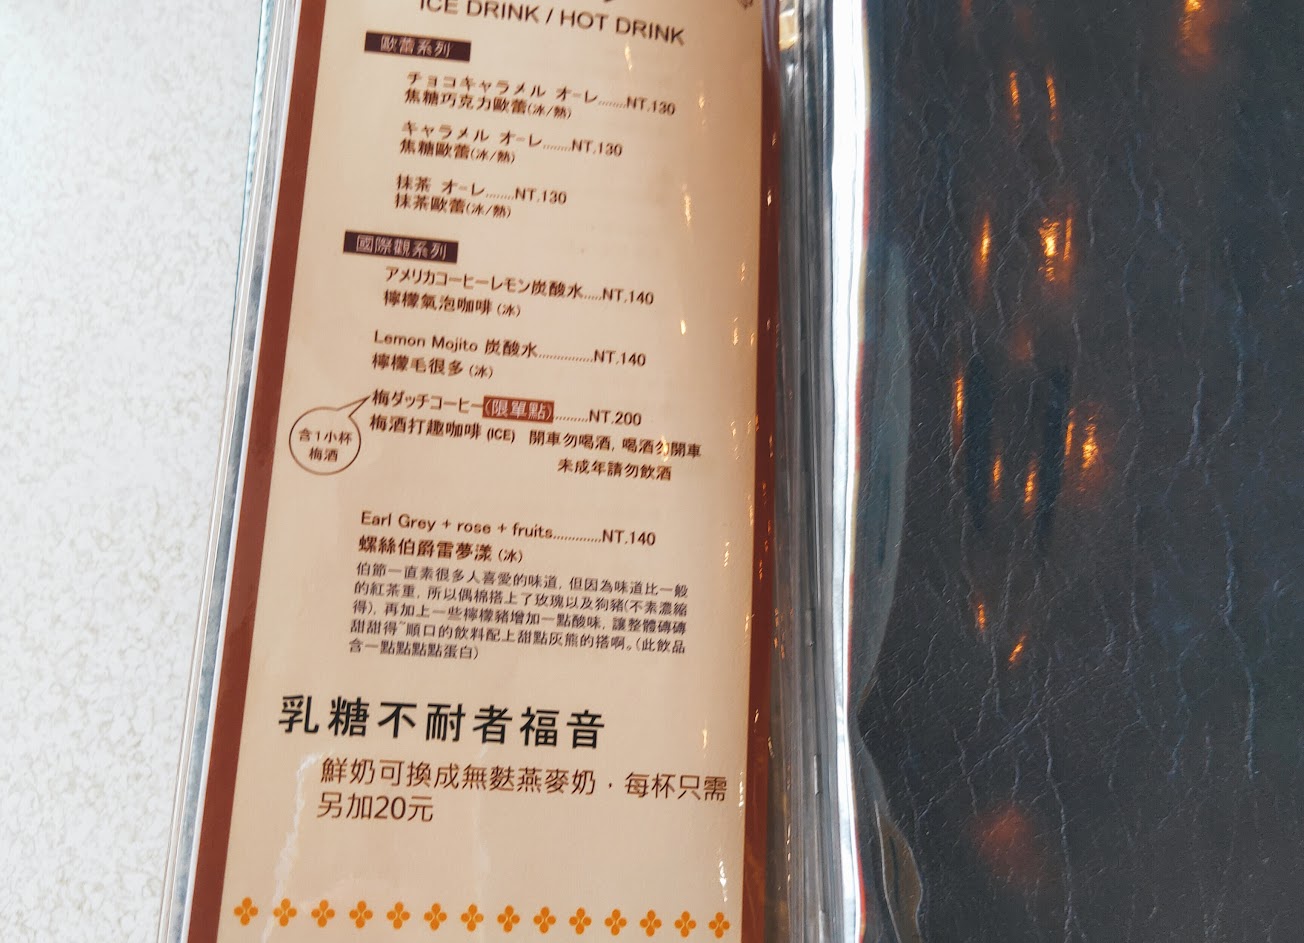 ICE DRINK / HOT DRINK
歐蕾系列
チョコキャラメル オ-レ........NT.130
焦糖巧克力歐蕾(冰/熱)
キャラメル オ-レ........NT.130
焦糖歐蕾(冰/熱)
抹茶 オ-レ........NT.130
抹茶歐蕾(冰/熱)
國際觀系列
アメリカコーヒーレモン炭酸水.....NT.140
檸檬氣泡咖啡 (冰)
Lemon Mojito 炭酸水...............NT.140
檸檬毛很多 (冰)
梅ダッチコーヒー(限單點).........NT.200
梅酒打趣咖啡 (ICE) 開車勿喝酒, 喝酒勿開車
未成年請勿飲酒
含1小杯
梅酒
Earl Grey + rose + fruits.............NT.140
螺絲伯爵雷夢漾 (冰)
伯節一直素很多人喜愛的味道, 但因為味道比一般
的紅茶重, 所以偶棉搭上了玫瑰以及狗豬(不素濃縮
得), 再加上一些檸檬豬增加一點酸味, 讓整體磚磚
甜甜得~順口的飲料配上甜點灰熊的搭啊。(此飲品
含一點點點點蛋白)
乳糖不耐者福音
鮮奶可換成無麩燕麥奶，每杯只需
另加20元